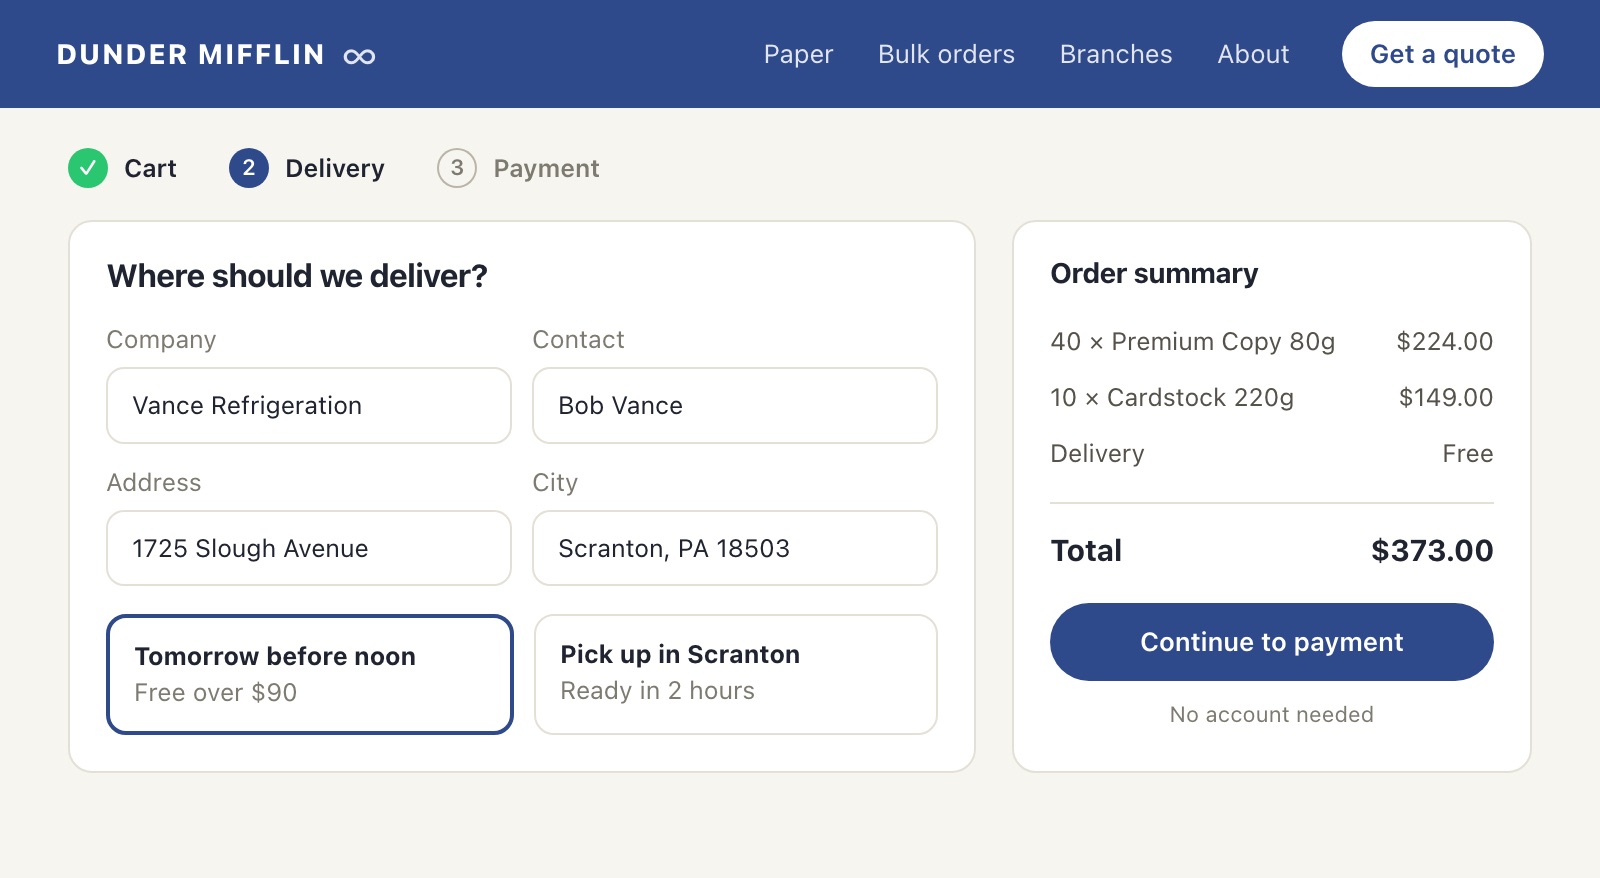 DUNDER MIFFLIN ∞
Paper Bulk orders Branches About Get a quote
✓ Cart 2 Delivery 3 Payment
Where should we deliver?
Company Contact
Vance Refrigeration Bob Vance
Address City
1725 Slough Avenue Scranton, PA 18503
Tomorrow before noon Pick up in Scranton
Free over $90 Ready in 2 hours
Order summary
40 × Premium Copy 80g $224.00
10 × Cardstock 220g $149.00
Delivery Free
Total $373.00
Continue to payment
No account needed